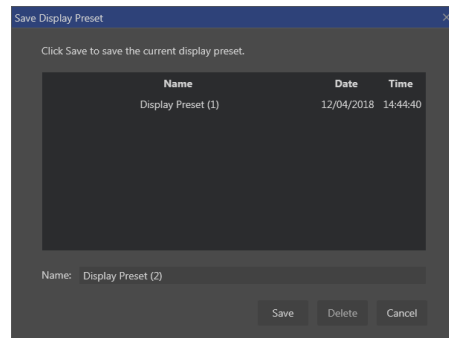 Save Display Preset
Click Save to save the current display preset.
Name Date Time
Display Preset (1) 12/04/2018 14:44:40
Name: Display Preset (2)
Save Delete Cancel